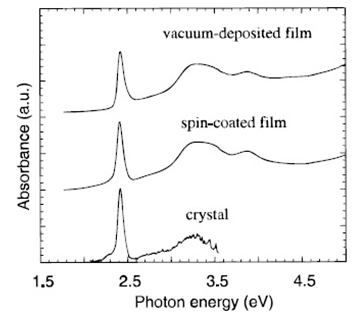 vacuum-deposited film
spin-coated film
crystal
Absorbance (a.u.)
1.5 2.5 3.5 4.5
Photon energy (eV)